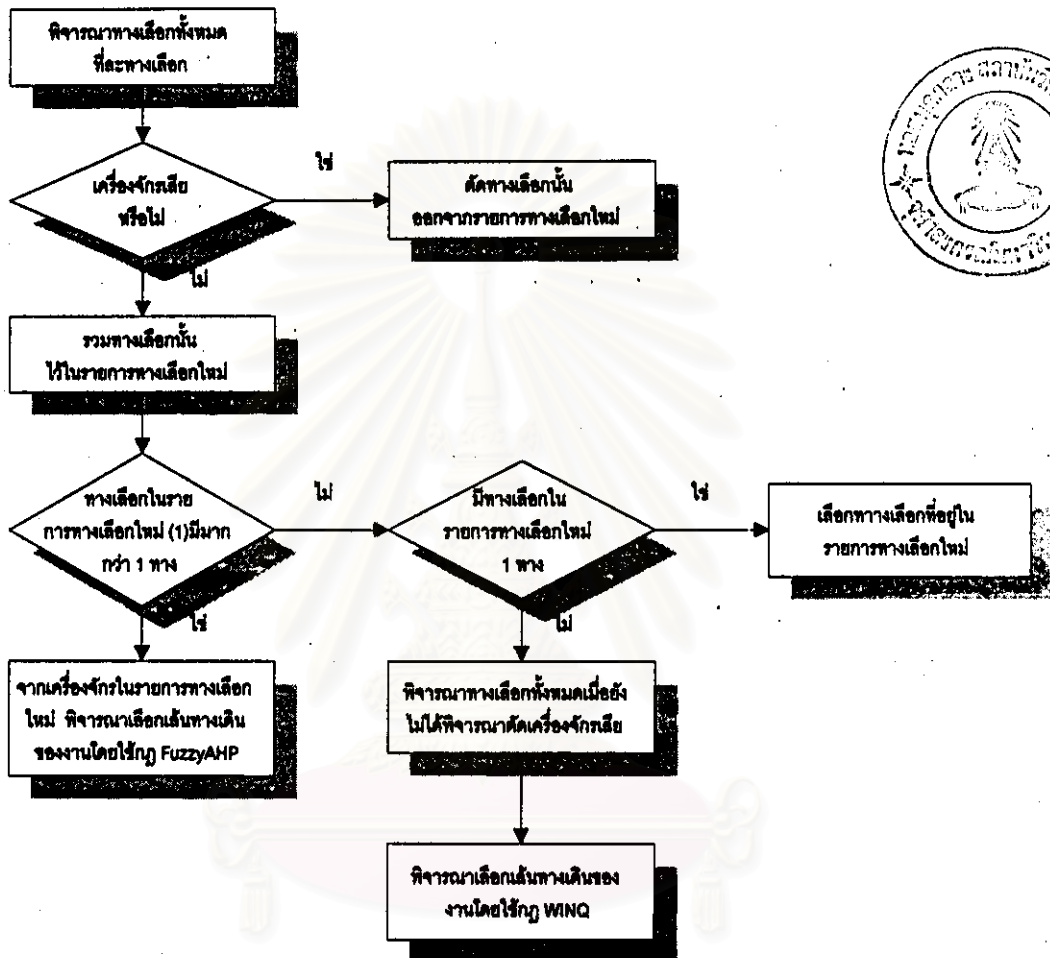 พิจารณาทางเลือกทั้งหมด
ทีละทางเลือก
เครื่องจักรเสีย
หรือไม่
ใช่
ตัดทางเลือกนั้น
ออกจากรายการทางเลือกใหม่
ไม่
รวมทางเลือกนั้น
ไว้ในรายการทางเลือกใหม่
ทางเลือกในราย
การทางเลือกใหม่ (1)มีมาก
กว่า 1 ทาง
ไม่
มีทางเลือกใน
รายการทางเลือกใหม่
1 ทาง
ใช่
เลือกทางเลือกที่อยู่ใน
รายการทางเลือกใหม่
ใช่
ไม่
จากเครื่องจักรในรายการทางเลือก
ใหม่ พิจารณาเลือกเส้นทางเดิน
ของงานโดยใช้กฎ FuzzyAHP
พิจารณาทางเลือกทั้งหมดเมื่อยัง
ไม่ได้พิจารณาตัดเครื่องจักรเสีย
พิจารณาเลือกเส้นทางเดินของ
งานโดยใช้กฎ WINQ